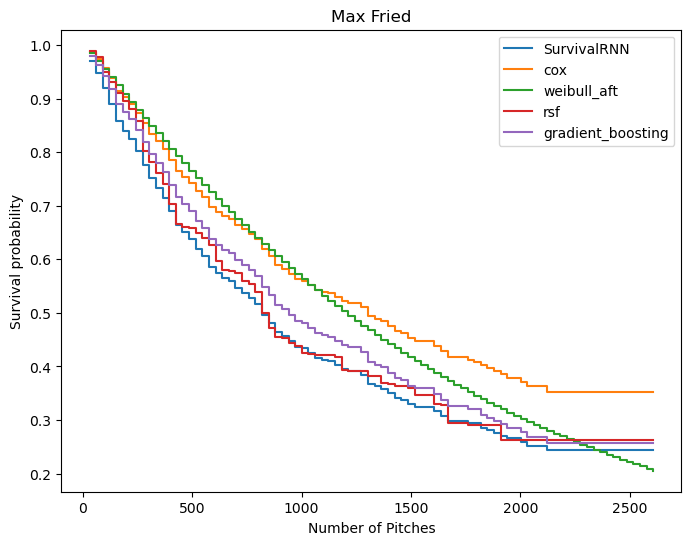 Max Fried
SurvivalRNN
cox
weibull_aft
rsf
gradient_boosting
Survival probability
1.0
0.9
0.8
0.7
0.6
0.5
0.4
0.3
0.2
0 500 1000 1500 2000 2500
Number of Pitches